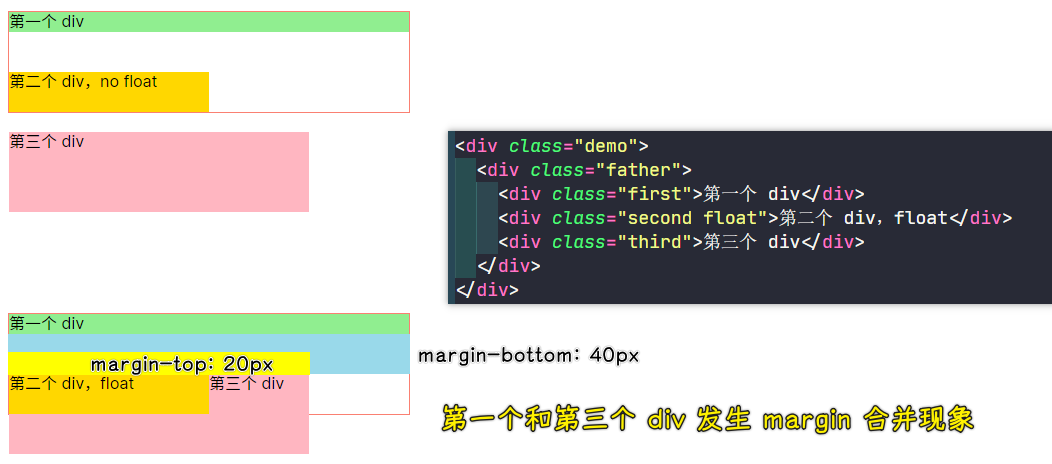 第一个 div
第二个 div，no float
第三个 div
<div class="demo">
<div class="father">
<div class="first">第一个 div</div>
<div class="second float">第二个 div，float</div>
<div class="third">第三个 div</div>
</div>
</div>
第一个 div
margin-top: 20px
margin-bottom: 40px
第二个 div，float
第三个 div
第一个和第三个 div 发生 margin 合并现象